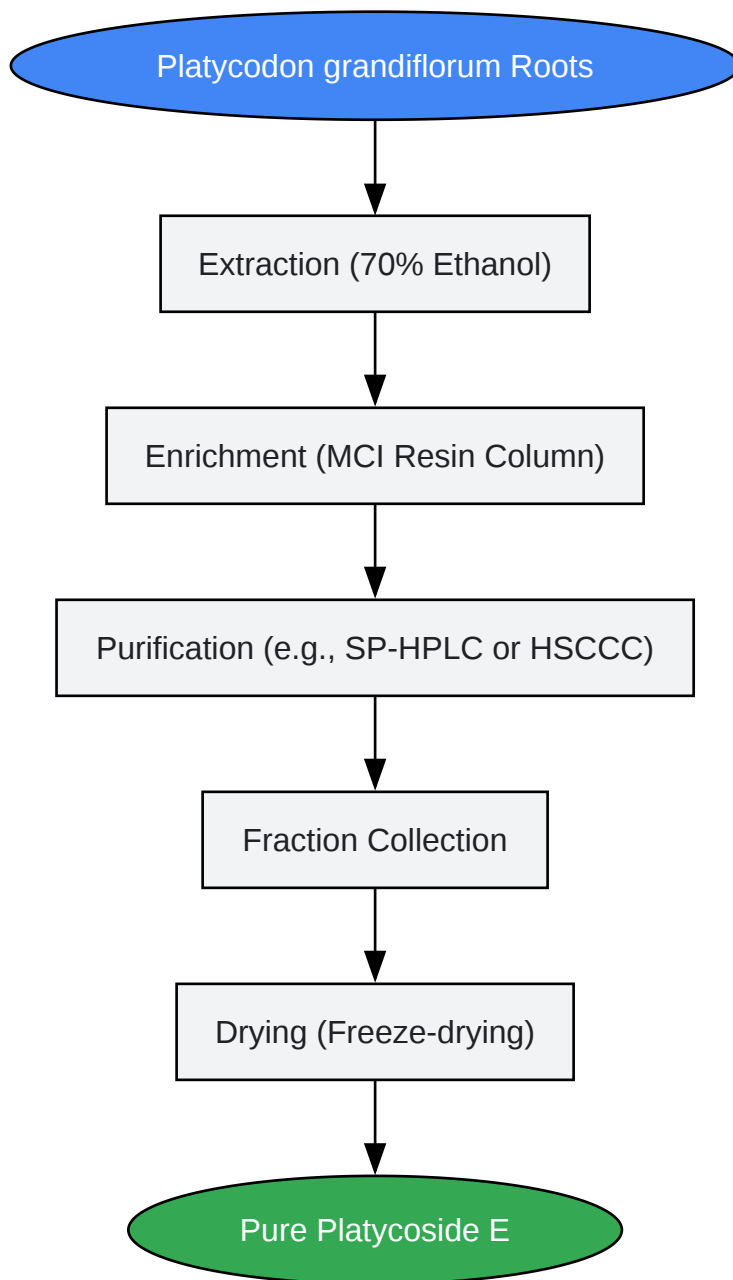 Platycodon grandiflorum Roots
Extraction (70% Ethanol)
Enrichment (MCI Resin Column)
Purification (e.g., SP-HPLC or HSCCC)
Fraction Collection
Drying (Freeze-drying)
Pure Platycoside E